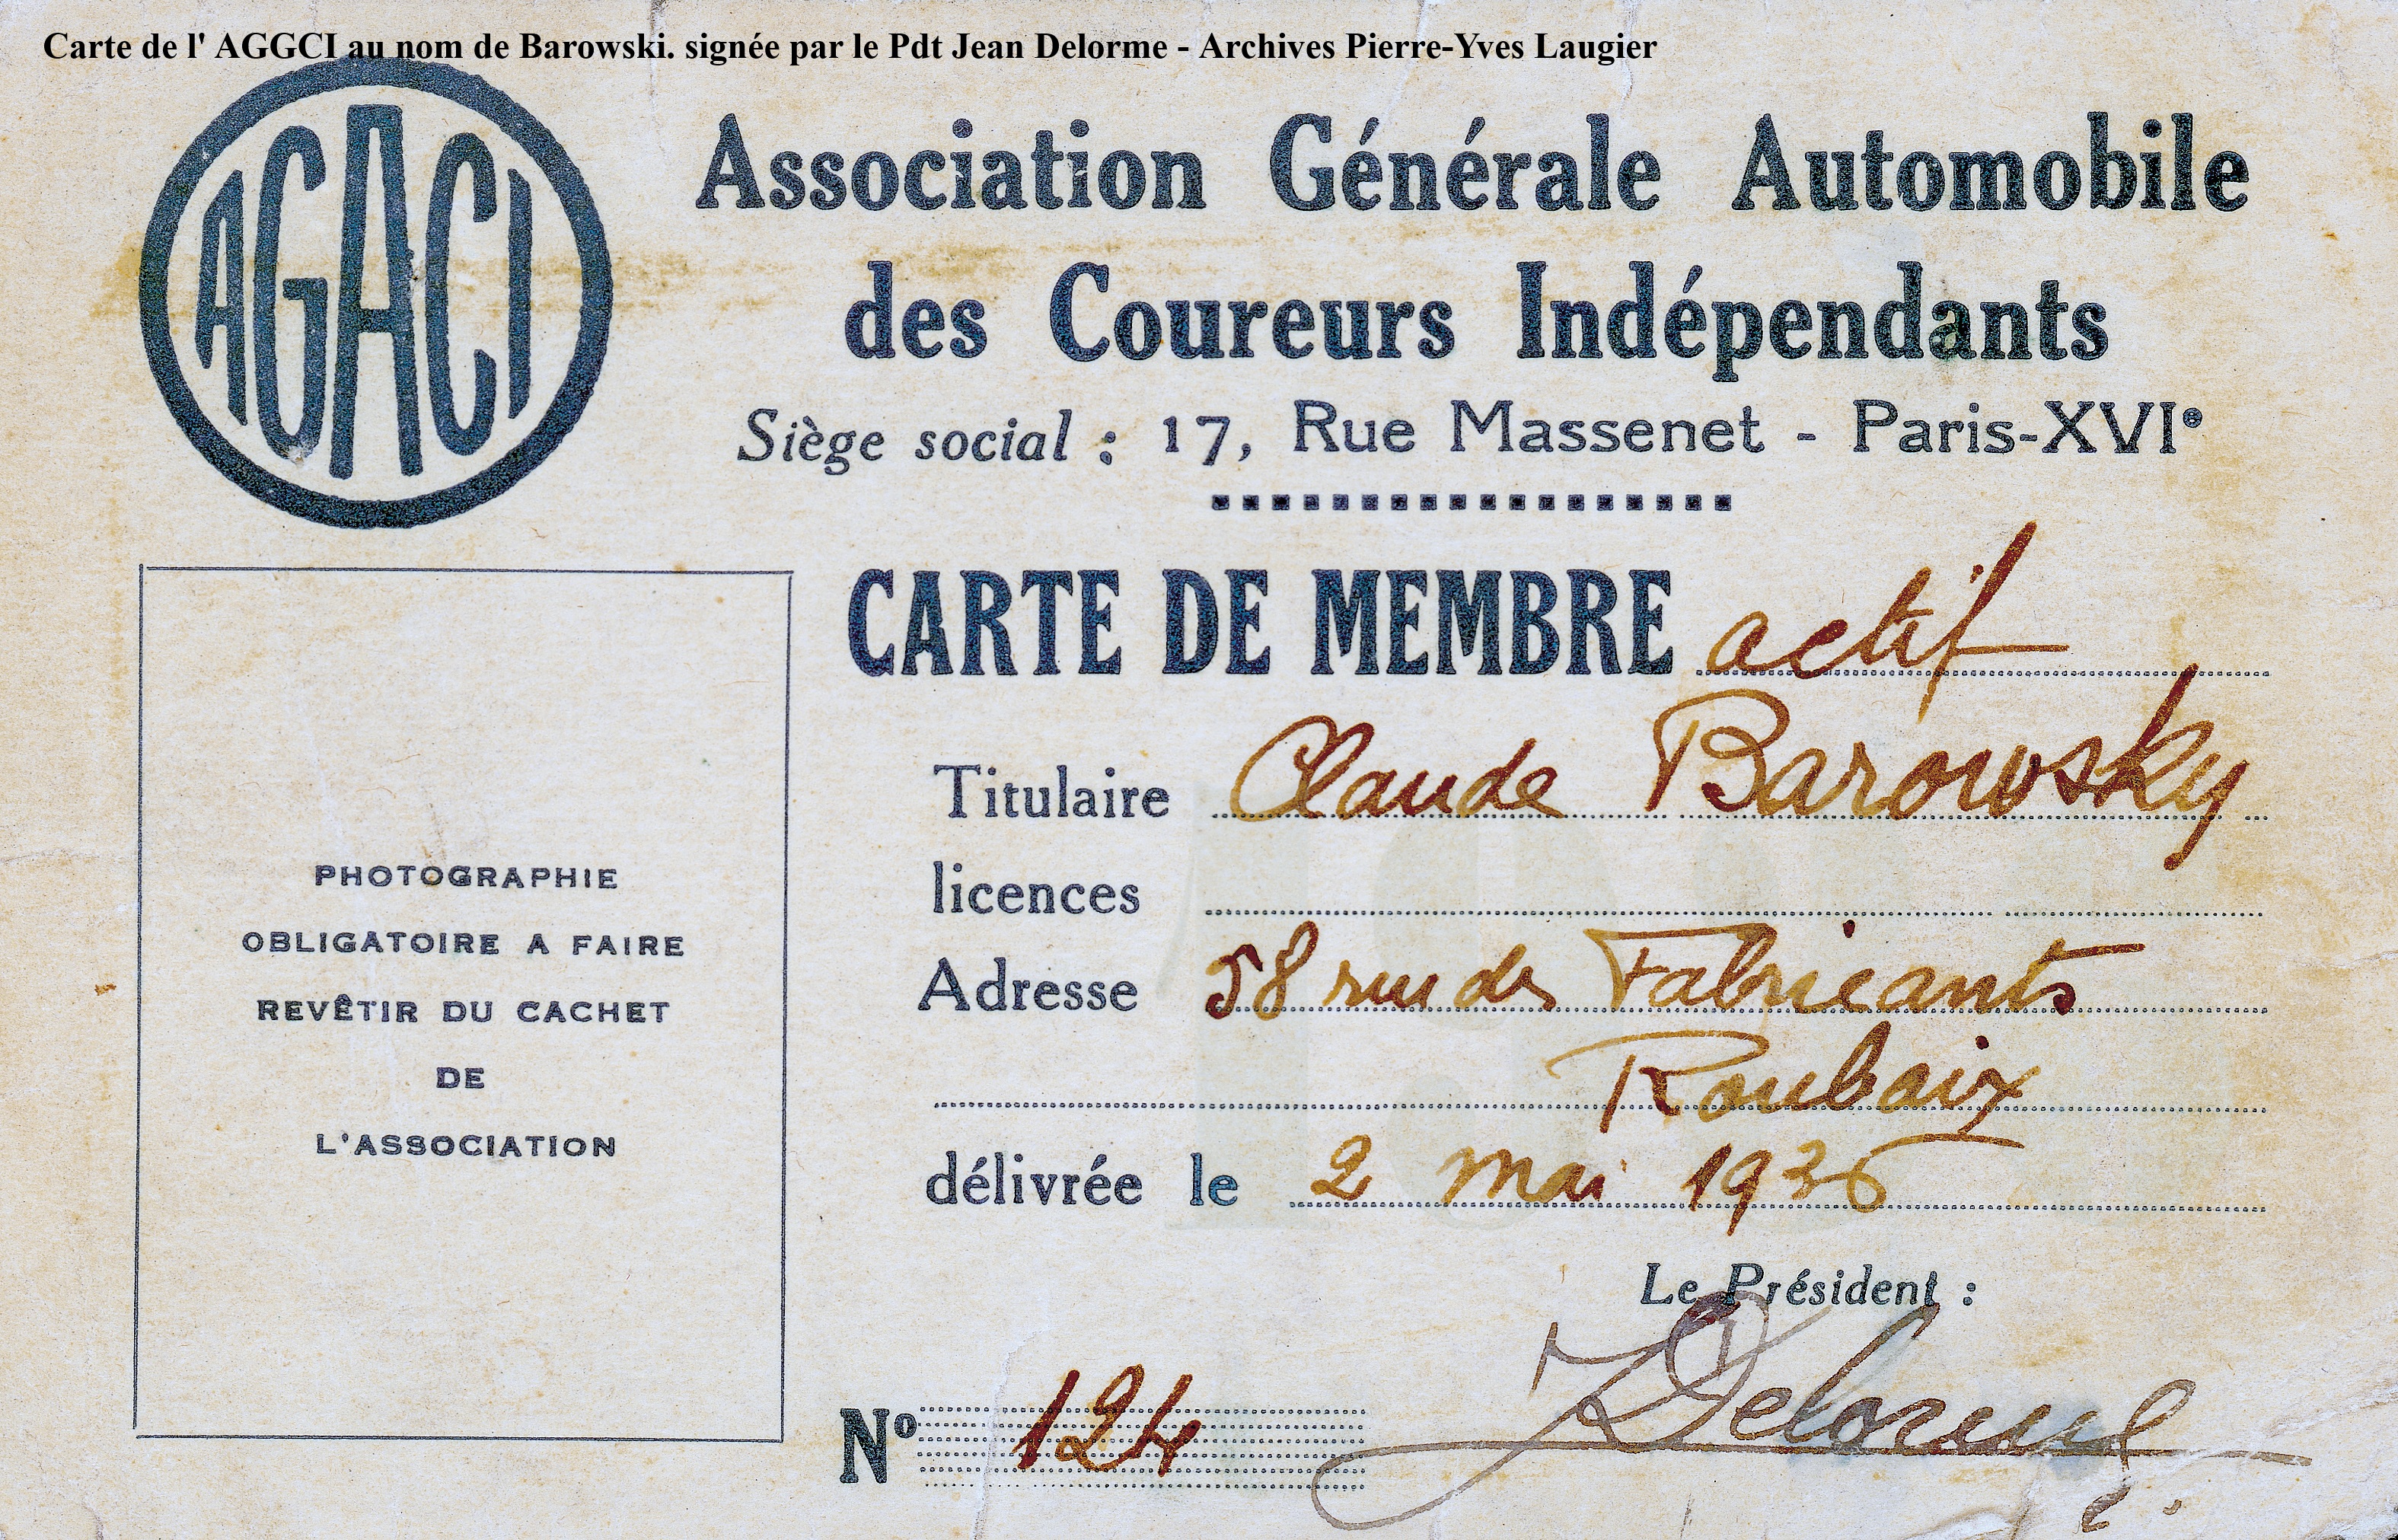 Carte de l' AGGCI au nom de Barowski. signée par le Pdt Jean Delorme - Archives Pierre-Yves Laugier
AGACI
Association Générale Automobile
des Coureurs Indépendants
Siège social : 17, Rue Massenet - Paris-XVIe
CARTE DE MEMBRE actif
Titulaire Claude Barowsky
licences
Adresse 58 rue des Fabricants
Roubaix
délivrée le 2 mai 1936
PHOTOGRAPHIE
OBLIGATOIRE A FAIRE
REVÊTIR DU CACHET
DE
L'ASSOCIATION
Le Président :
JDelorme
No 124